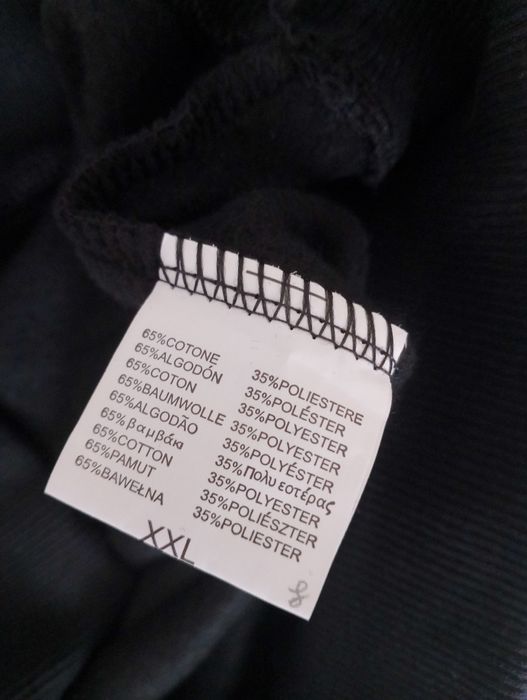 65%COTONE 35%POLIESTERE
65%ALGODÓN 35%POLÉSTER
65%COTON 35%POLYESTER
65%BAUMWOLLE 35%POLYESTER
65%ALGODÃO 35%POLYÉSTER
65%βαμβάκι 35%Πολυεστέρας
65%COTTON 35%POLYESTER
65%PAMUT 35%POLIÉSZTER
65%BAWEŁNA 35%POLIESTER
XXL